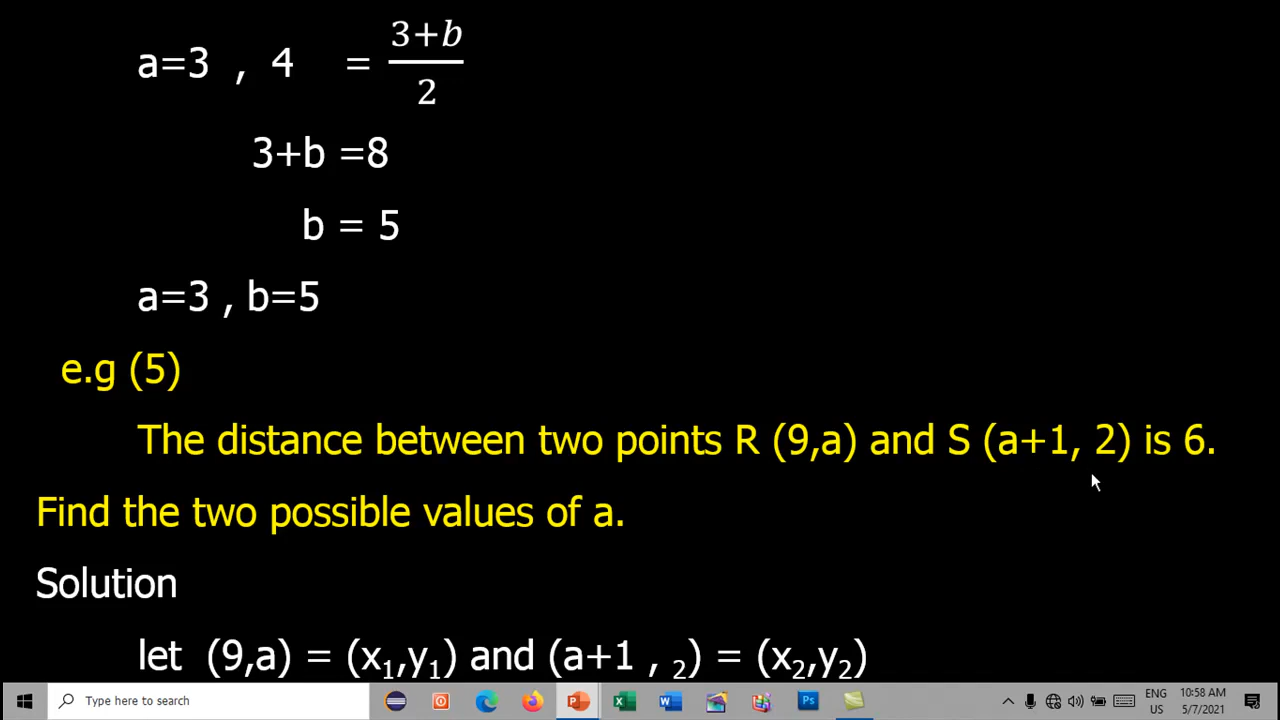 a=3 , 4 = \frac{3+b}{2}
3+b =8
b = 5
a=3 , b=5
e.g (5)
The distance between two points R (9,a) and S (a+1, 2) is 6.
Find the two possible values of a.
Solution
let (9,a) = (x₁,y₁) and (a+1 , ₂) = (x₂,y₂)
Type here to search
ENG
US
10:58 AM
5/7/2021